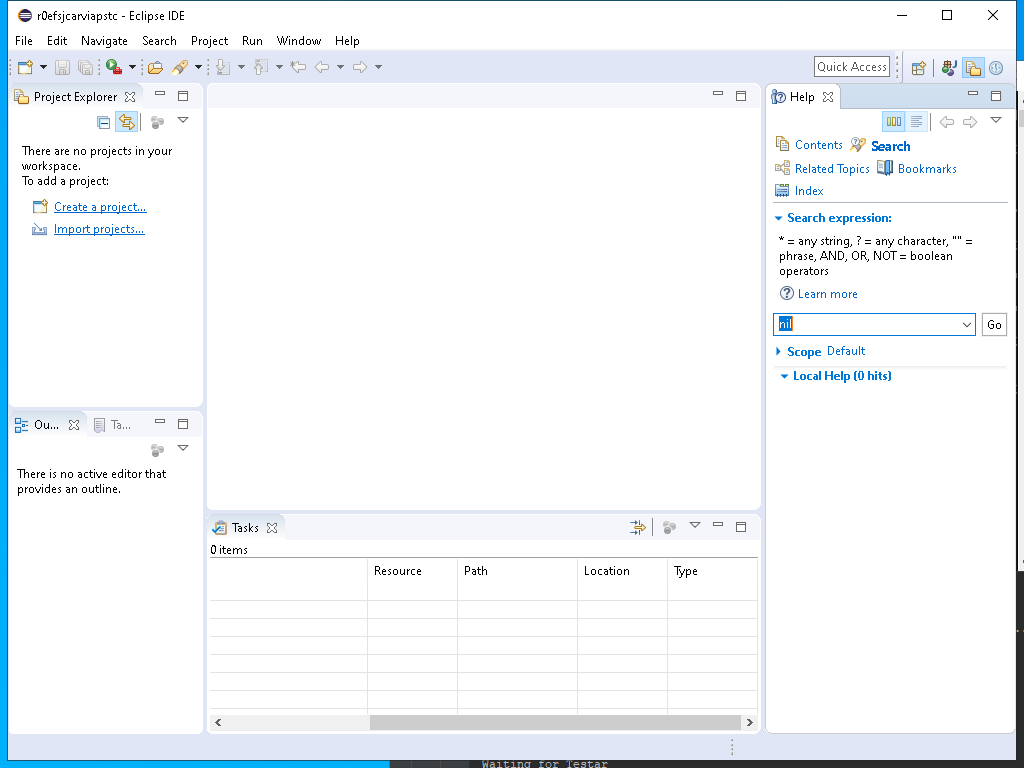 r0efsjcarviapstc - Eclipse IDE
File Edit Navigate Search Project Run Window Help
Quick Access
Project Explorer
There are no projects in your
workspace.
To add a project:
Create a project...
Import projects...
Ou... Ta...
There is no active editor that
provides an outline.
Tasks
0 items
Resource Path Location Type
Help
Contents Search
Related Topics Bookmarks
Index
Search expression:
* = any string, ? = any character, "" =
phrase, AND, OR, NOT = boolean
operators
Learn more
nil Go
Scope Default
Local Help (0 hits)
Waiting for Testar